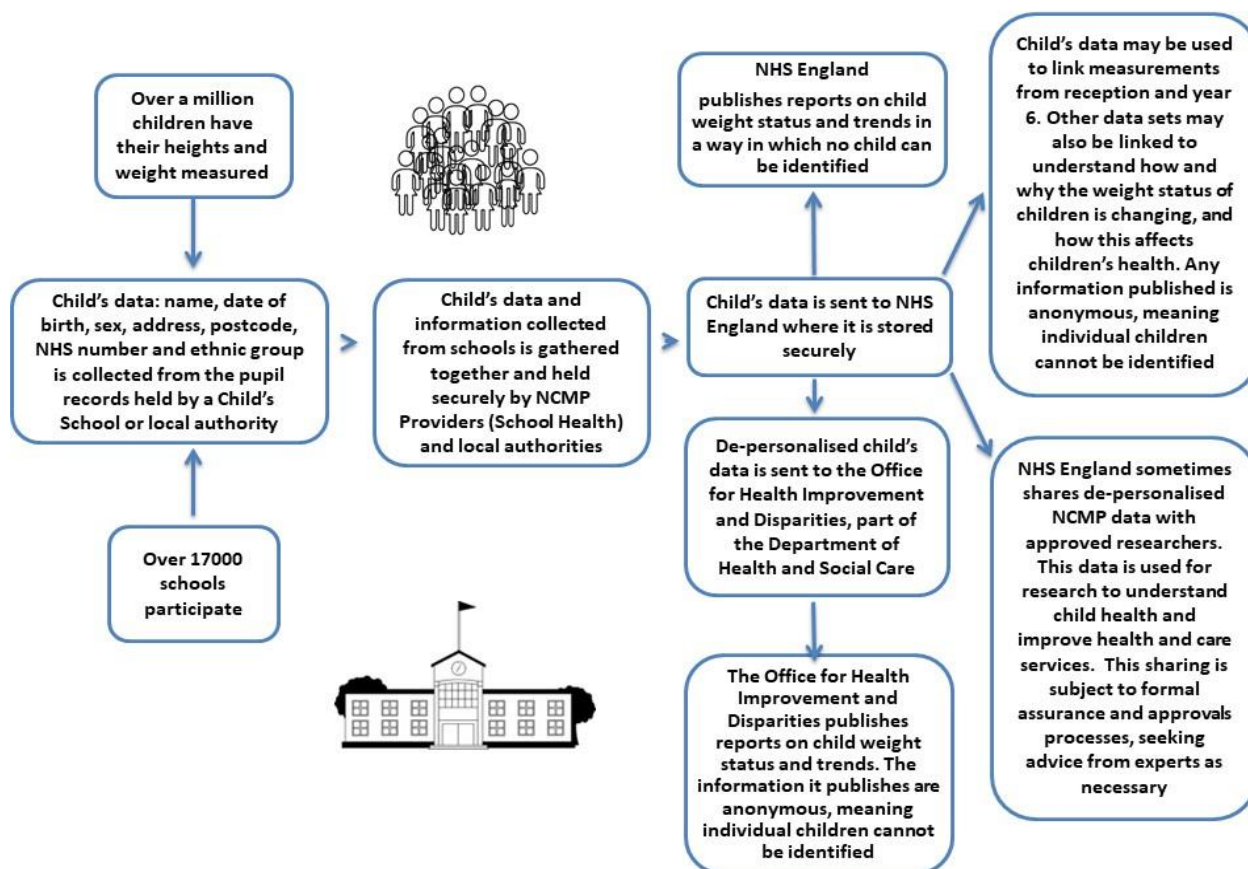 Over a million
children have
their heights and
weight measured
Child’s data: name, date of
birth, sex, address, postcode,
NHS number and ethnic group
is collected from the pupil
records held by a Child’s
School or local authority
Over 17000
schools
participate
Child’s data and
information collected
from schools is gathered
together and held
securely by NCMP
Providers (School Health)
and local authorities
NHS England
publishes reports on child
weight status and trends in
a way in which no child can
be identified
Child’s data is sent to NHS
England where it is stored
securely
De-personalised child’s
data is sent to the Office
for Health Improvement
and Disparities, part of
the Department of
Health and Social Care
The Office for Health
Improvement and
Disparities publishes
reports on child weight
status and trends. The
information it publishes are
anonymous, meaning
individual children cannot
be identified
Child’s data may be used
to link measurements
from reception and year
6. Other data sets may
also be linked to
understand how and
why the weight status of
children is changing, and
how this affects
children’s health. Any
information published is
anonymous, meaning
individual children
cannot be identified
NHS England sometimes
shares de-personalised
NCMP data with
approved researchers.
This data is used for
research to understand
child health and
improve health and care
services.  This sharing is
subject to formal
assurance and approvals
processes, seeking
advice from experts as
necessary